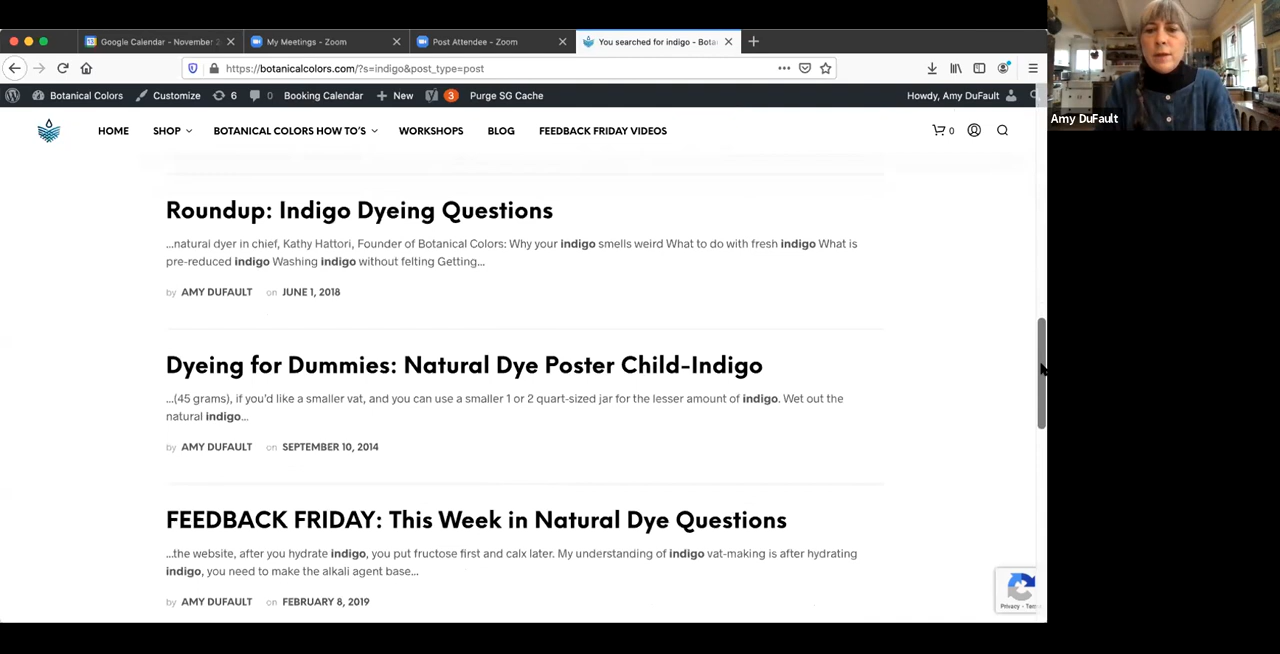 Google Calendar - November 2
My Meetings - Zoom
Post Attendee - Zoom
You searched for indigo - Bota
https://botanicalcolors.com/?s=indigo&post_type=post
Botanical Colors
Customize
6
0
Booking Calendar
New
3
Purge SG Cache
Howdy, Amy DuFault
Amy DuFault
HOME
SHOP
BOTANICAL COLORS HOW TO'S
WORKSHOPS
BLOG
FEEDBACK FRIDAY VIDEOS
0
Roundup: Indigo Dyeing Questions
...natural dyer in chief, Kathy Hattori, Founder of Botanical Colors: Why your indigo smells weird What to do with fresh indigo What is
pre-reduced indigo Washing indigo without felting Getting...
by AMY DUFAULT on JUNE 1, 2018
Dyeing for Dummies: Natural Dye Poster Child-Indigo
...(45 grams), if you'd like a smaller vat, and you can use a smaller 1 or 2 quart-sized jar for the lesser amount of indigo. Wet out the
natural indigo...
by AMY DUFAULT on SEPTEMBER 10, 2014
FEEDBACK FRIDAY: This Week in Natural Dye Questions
...the website, after you hydrate indigo, you put fructose first and calx later. My understanding of indigo vat-making is after hydrating
indigo, you need to make the alkali agent base...
by AMY DUFAULT on FEBRUARY 8, 2019
Privacy - Term